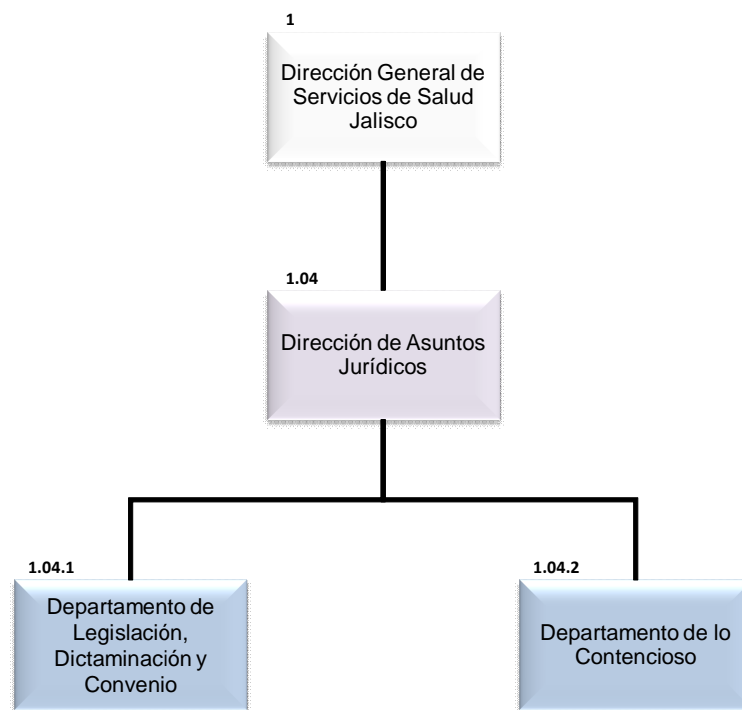 1
Dirección General de
Servicios de Salud
Jalisco
1.04
Dirección de Asuntos
Jurídicos
1.04.1
Departamento de
Legislación,
Dictaminación y
Convenio
1.04.2
Departamento de lo
Contencioso